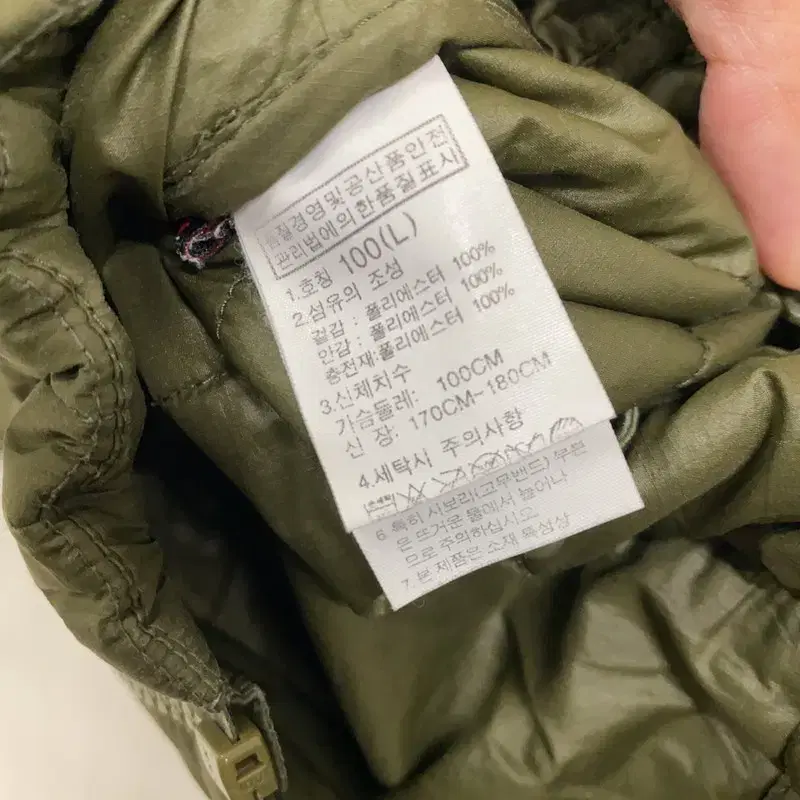 품질경영및공산품안전
관리법에의한품질표시
1.호칭 100(L)
2.섬유의 조성
겉감 : 폴리에스터 100%
안감 : 폴리에스터 100%
충전재:폴리에스터 100%
3.신체치수
가슴둘레: 100CM
신 장: 170CM~180CM
4.세탁시 주의사항
6. 특히 시보리(고무밴드) 부분
은 뜨거운 물에서 늘어나
므로 주의하십시오
7. 본 제품은 소재 특성상